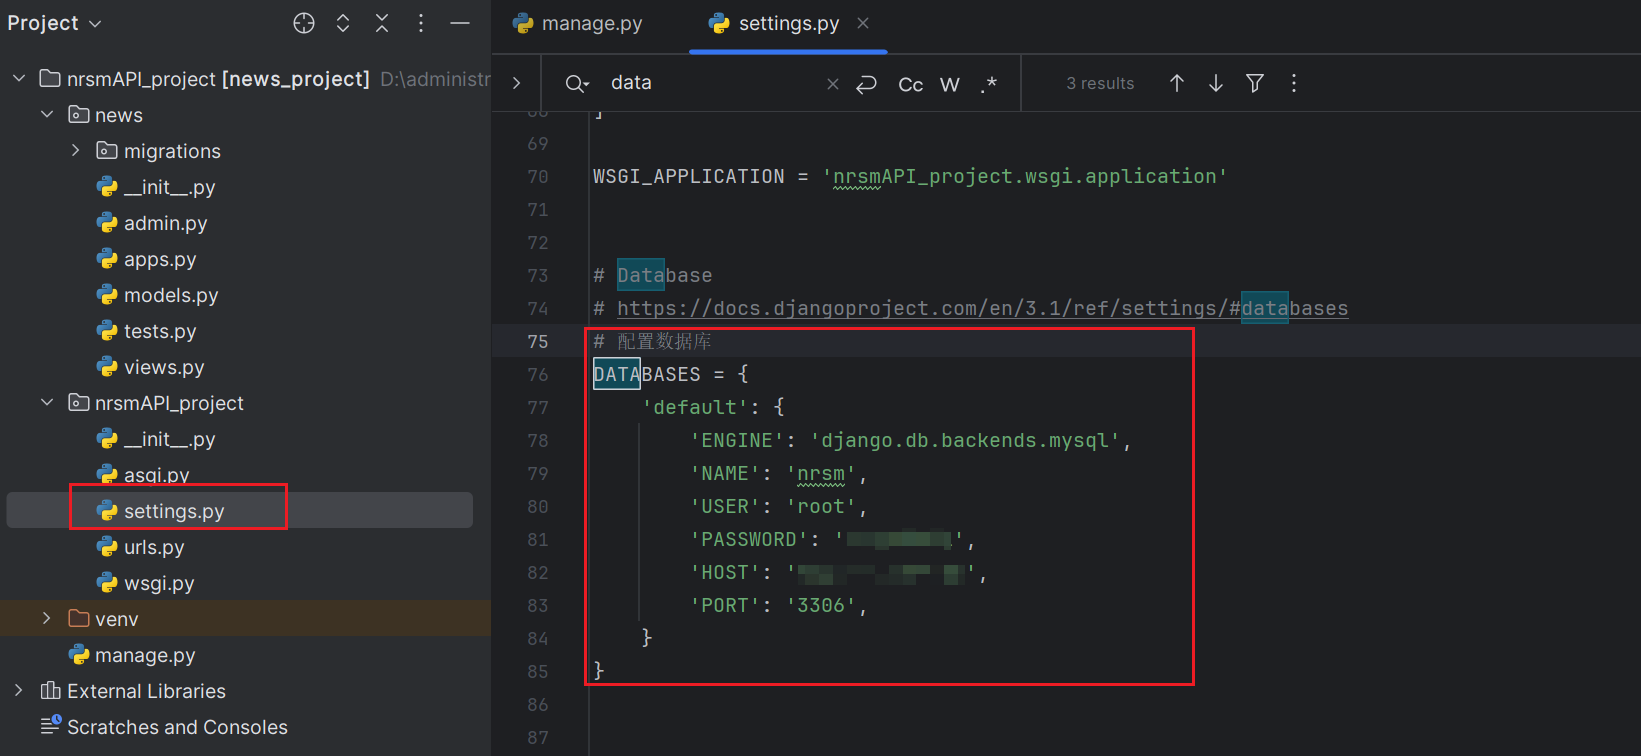 Project
nrsmAPI_project [news_project] D:\administr
news
migrations
__init__.py
admin.py
apps.py
models.py
tests.py
views.py
nrsmAPI_project
__init__.py
asgi.py
settings.py
urls.py
wsgi.py
venv
manage.py
External Libraries
Scratches and Consoles
manage.py
settings.py
data
Cc
W
.*
3 results
68 ]
69
70 WSGI_APPLICATION = 'nrsmAPI_project.wsgi.application'
71
72
73 # Database
74 # https://docs.djangoproject.com/en/3.1/ref/settings/#databases
75 # 配置数据库
76 DATABASES = {
77 'default': {
78 'ENGINE': 'django.db.backends.mysql',
79 'NAME': 'nrsm',
80 'USER': 'root',
81 'PASSWORD': '',
82 'HOST': '',
83 'PORT': '3306',
84 }
85 }
86
87